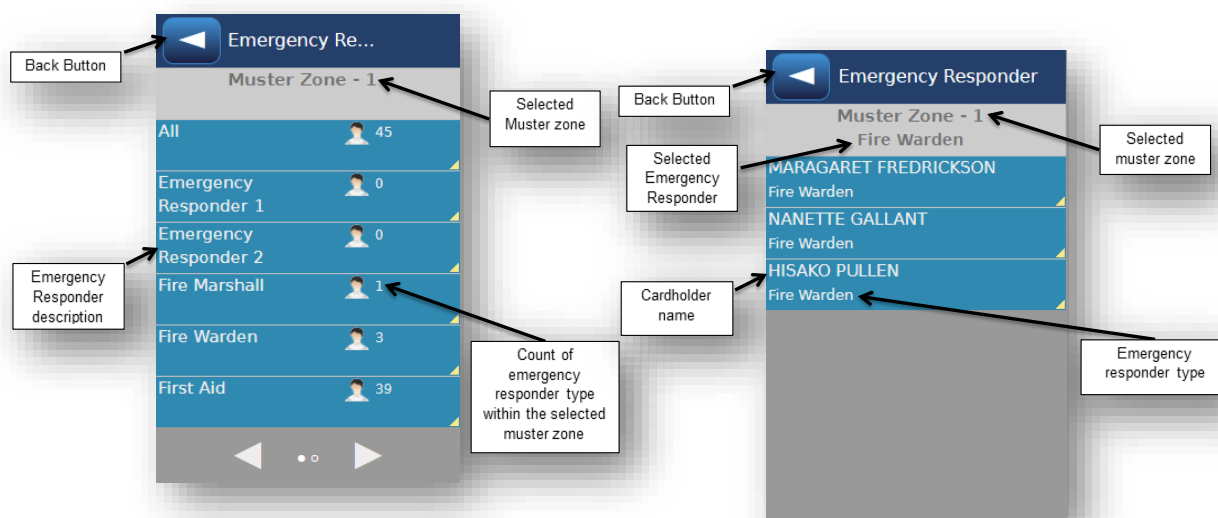 Emergency Re...
Back Button
Muster Zone - 1
Selected
Muster zone
All 45
Emergency 0
Responder 1
Emergency 0
Responder 2
Emergency
Responder
description
Fire Marshall 1
Fire Warden 3
Count of
emergency
responder type
within the selected
muster zone
First Aid 39
Emergency Responder
Back Button
Muster Zone - 1
Fire Warden
Selected
muster zone
Selected
Emergency
Responder
MARAGARET FREDRICKSON
Fire Warden
NANETTE GALLANT
Fire Warden
HISAKO PULLEN
Fire Warden
Cardholder
name
Emergency
responder type